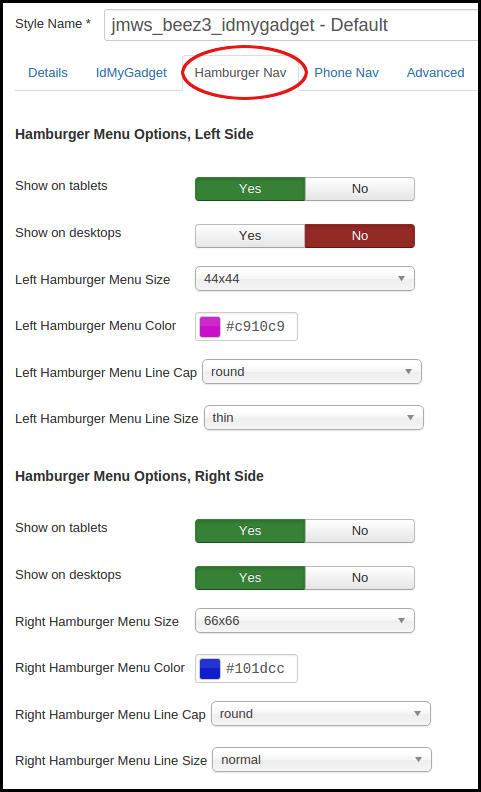 Style Name * jmws_beez3_idmygadget - Default
Details IdMyGadget Hamburger Nav Phone Nav Advanced
Hamburger Menu Options, Left Side
Show on tablets Yes No
Show on desktops Yes No
Left Hamburger Menu Size 44x44
Left Hamburger Menu Color #c910c9
Left Hamburger Menu Line Cap round
Left Hamburger Menu Line Size thin
Hamburger Menu Options, Right Side
Show on tablets Yes No
Show on desktops Yes No
Right Hamburger Menu Size 66x66
Right Hamburger Menu Color #101dcc
Right Hamburger Menu Line Cap round
Right Hamburger Menu Line Size normal